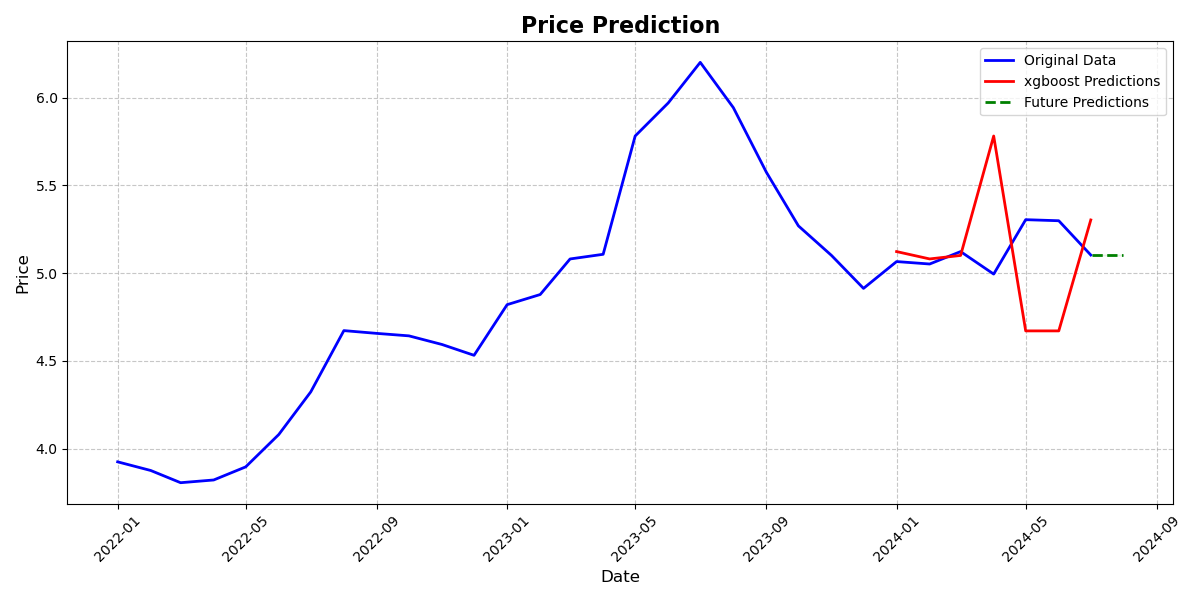 Price Prediction
Original Data
xgboost Predictions
Future Predictions
Price
6.0
5.5
5.0
4.5
4.0
2022-01
2022-05
2022-09
2023-01
2023-05
2023-09
2024-01
2024-05
2024-09
Date